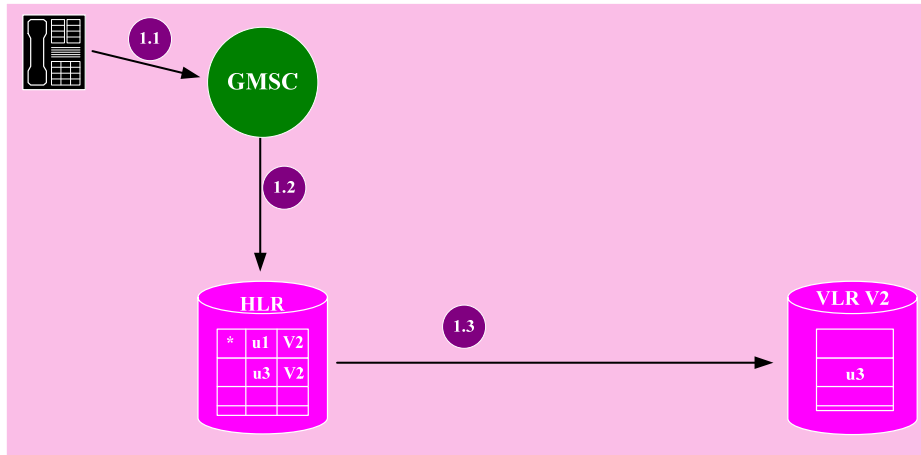 1.1
GMSC
1.2
HLR
* u1 V2
u3 V2
1.3
VLR V2
u3